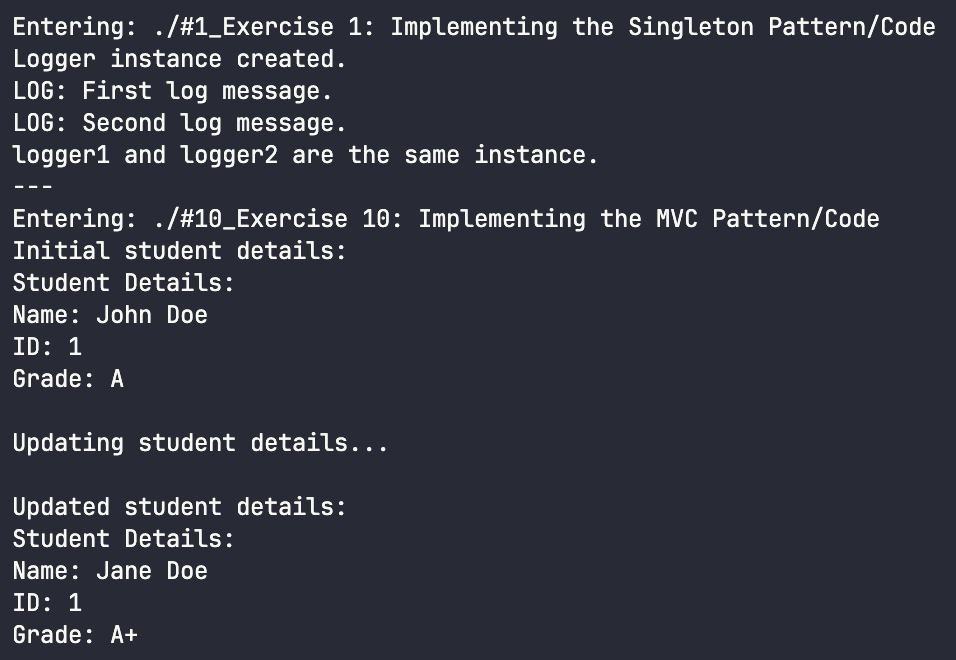 Entering: ./#1_Exercise 1: Implementing the Singleton Pattern/Code
Logger instance created.
LOG: First log message.
LOG: Second log message.
logger1 and logger2 are the same instance.
---
Entering: ./#10_Exercise 10: Implementing the MVC Pattern/Code
Initial student details:
Student Details:
Name: John Doe
ID: 1
Grade: A

Updating student details...

Updated student details:
Student Details:
Name: Jane Doe
ID: 1
Grade: A+